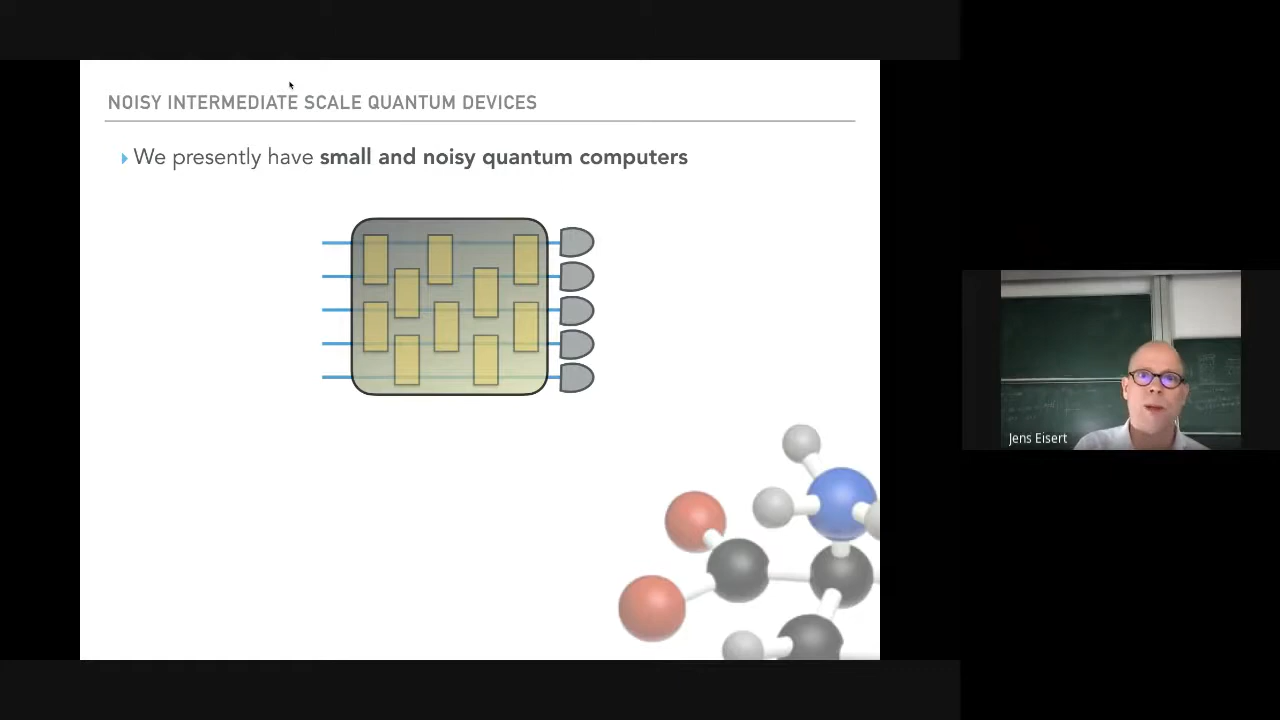 NOISY INTERMEDIATE SCALE QUANTUM DEVICES
We presently have small and noisy quantum computers
Jens Eisert